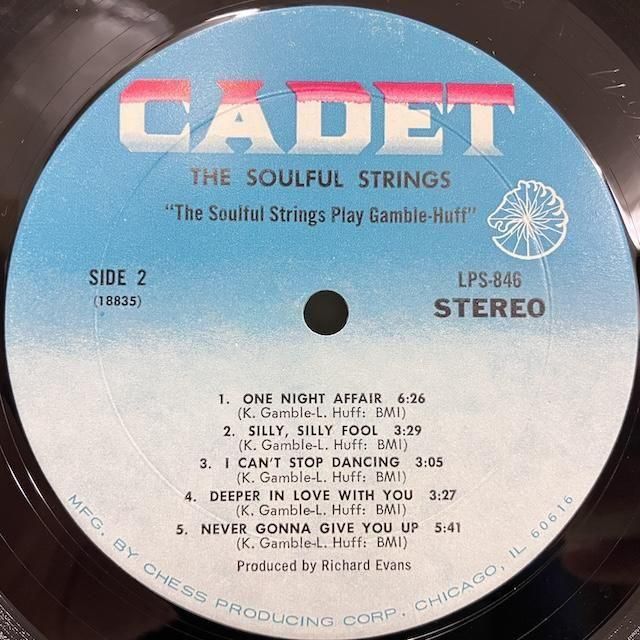 CADET
THE SOULFUL STRINGS
"The Soulful Strings Play Gamble-Huff"
SIDE 2
(18835)
LPS-846
STEREO
1. ONE NIGHT AFFAIR 6:26
(K. Gamble-L. Huff: BMI)
2. SILLY, SILLY FOOL 3:29
(K. Gamble-L. Huff: BMI)
3. I CAN'T STOP DANCING 3:05
(K. Gamble-L. Huff: BMI)
4. DEEPER IN LOVE WITH YOU 3:27
(K. Gamble-L. Huff: BMI)
5. NEVER GONNA GIVE YOU UP 5:41
(K. Gamble-L. Huff: BMI)
Produced by Richard Evans
MFG. BY CHESS PRODUCING CORP. CHICAGO, IL 60616